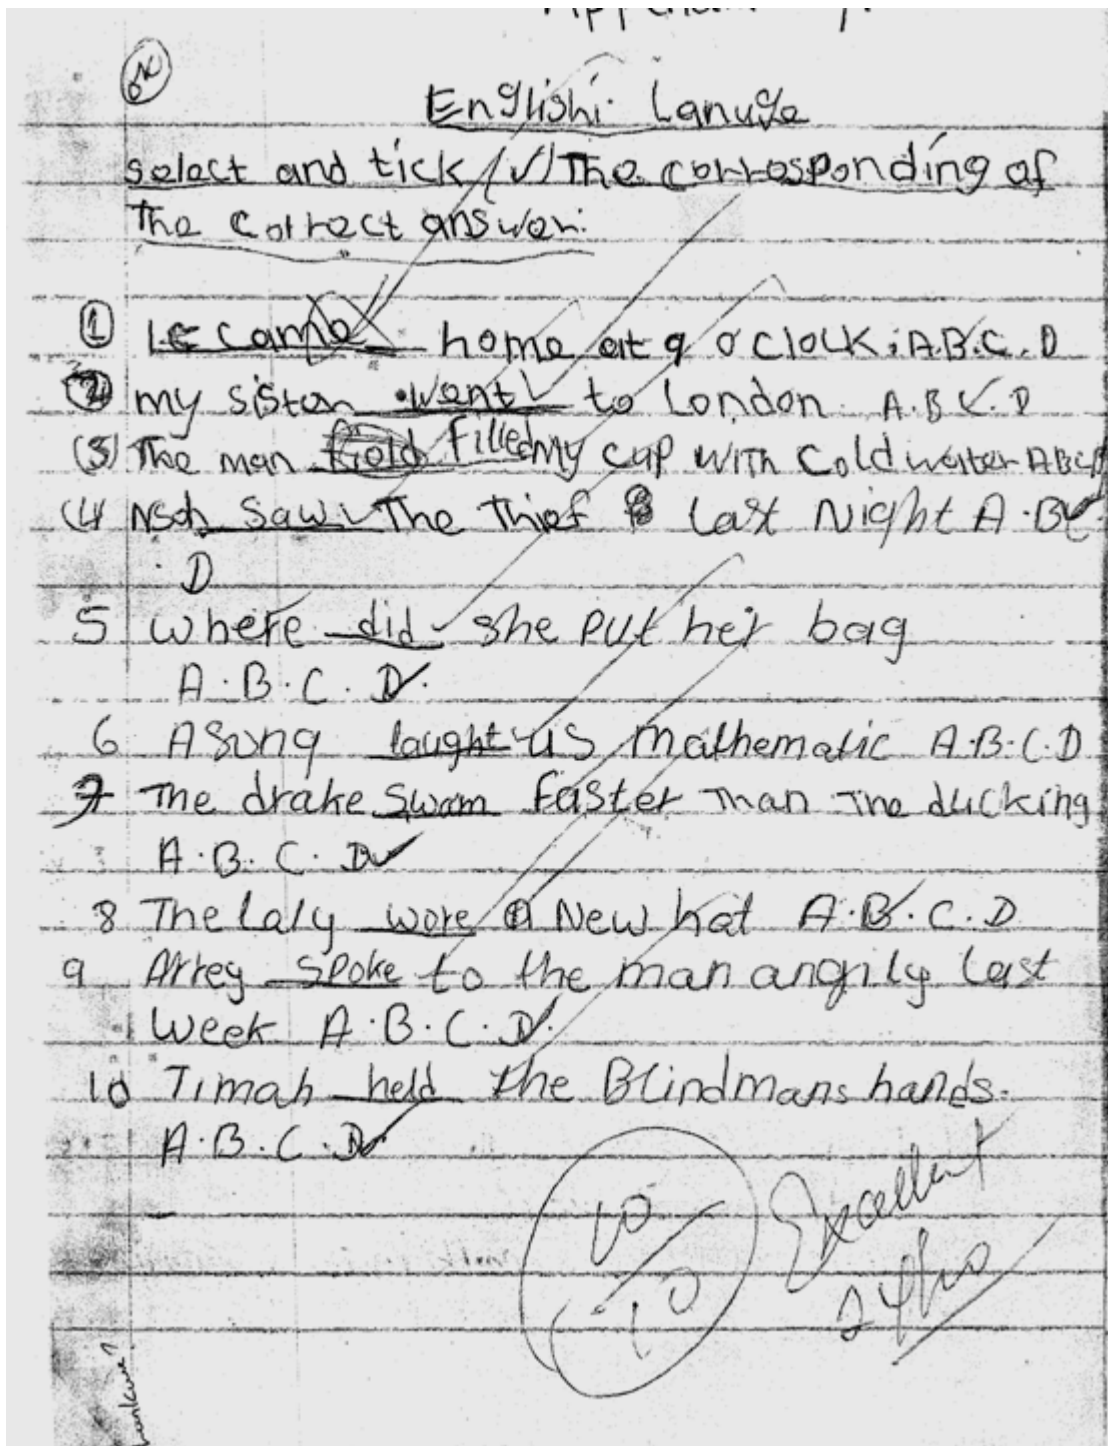 OK
Englishi Lanuge
select and tick (✓) The corresponding of
The correct answer:
① came home at 9 o clock: A.B.C.D
② my sister went to London A.B.C.D
(3) The man field filled my cup with cold water A B C D
(4 Nsoh saw The thief last Night A.B C.
D
5 where did she put her bag
A.B.C.D.
6 Asong taught us mathematic A.B.C.D
7 The drake swam faster Than The ducking
A.B.C.D
8 The laly wore a New hat A.B.C.D
9 Arrey spoke to the man angrily last
week A.B.C.D.
10 Timah held the Blindmans hands.
A.B.C.D.
10
10
Excellent